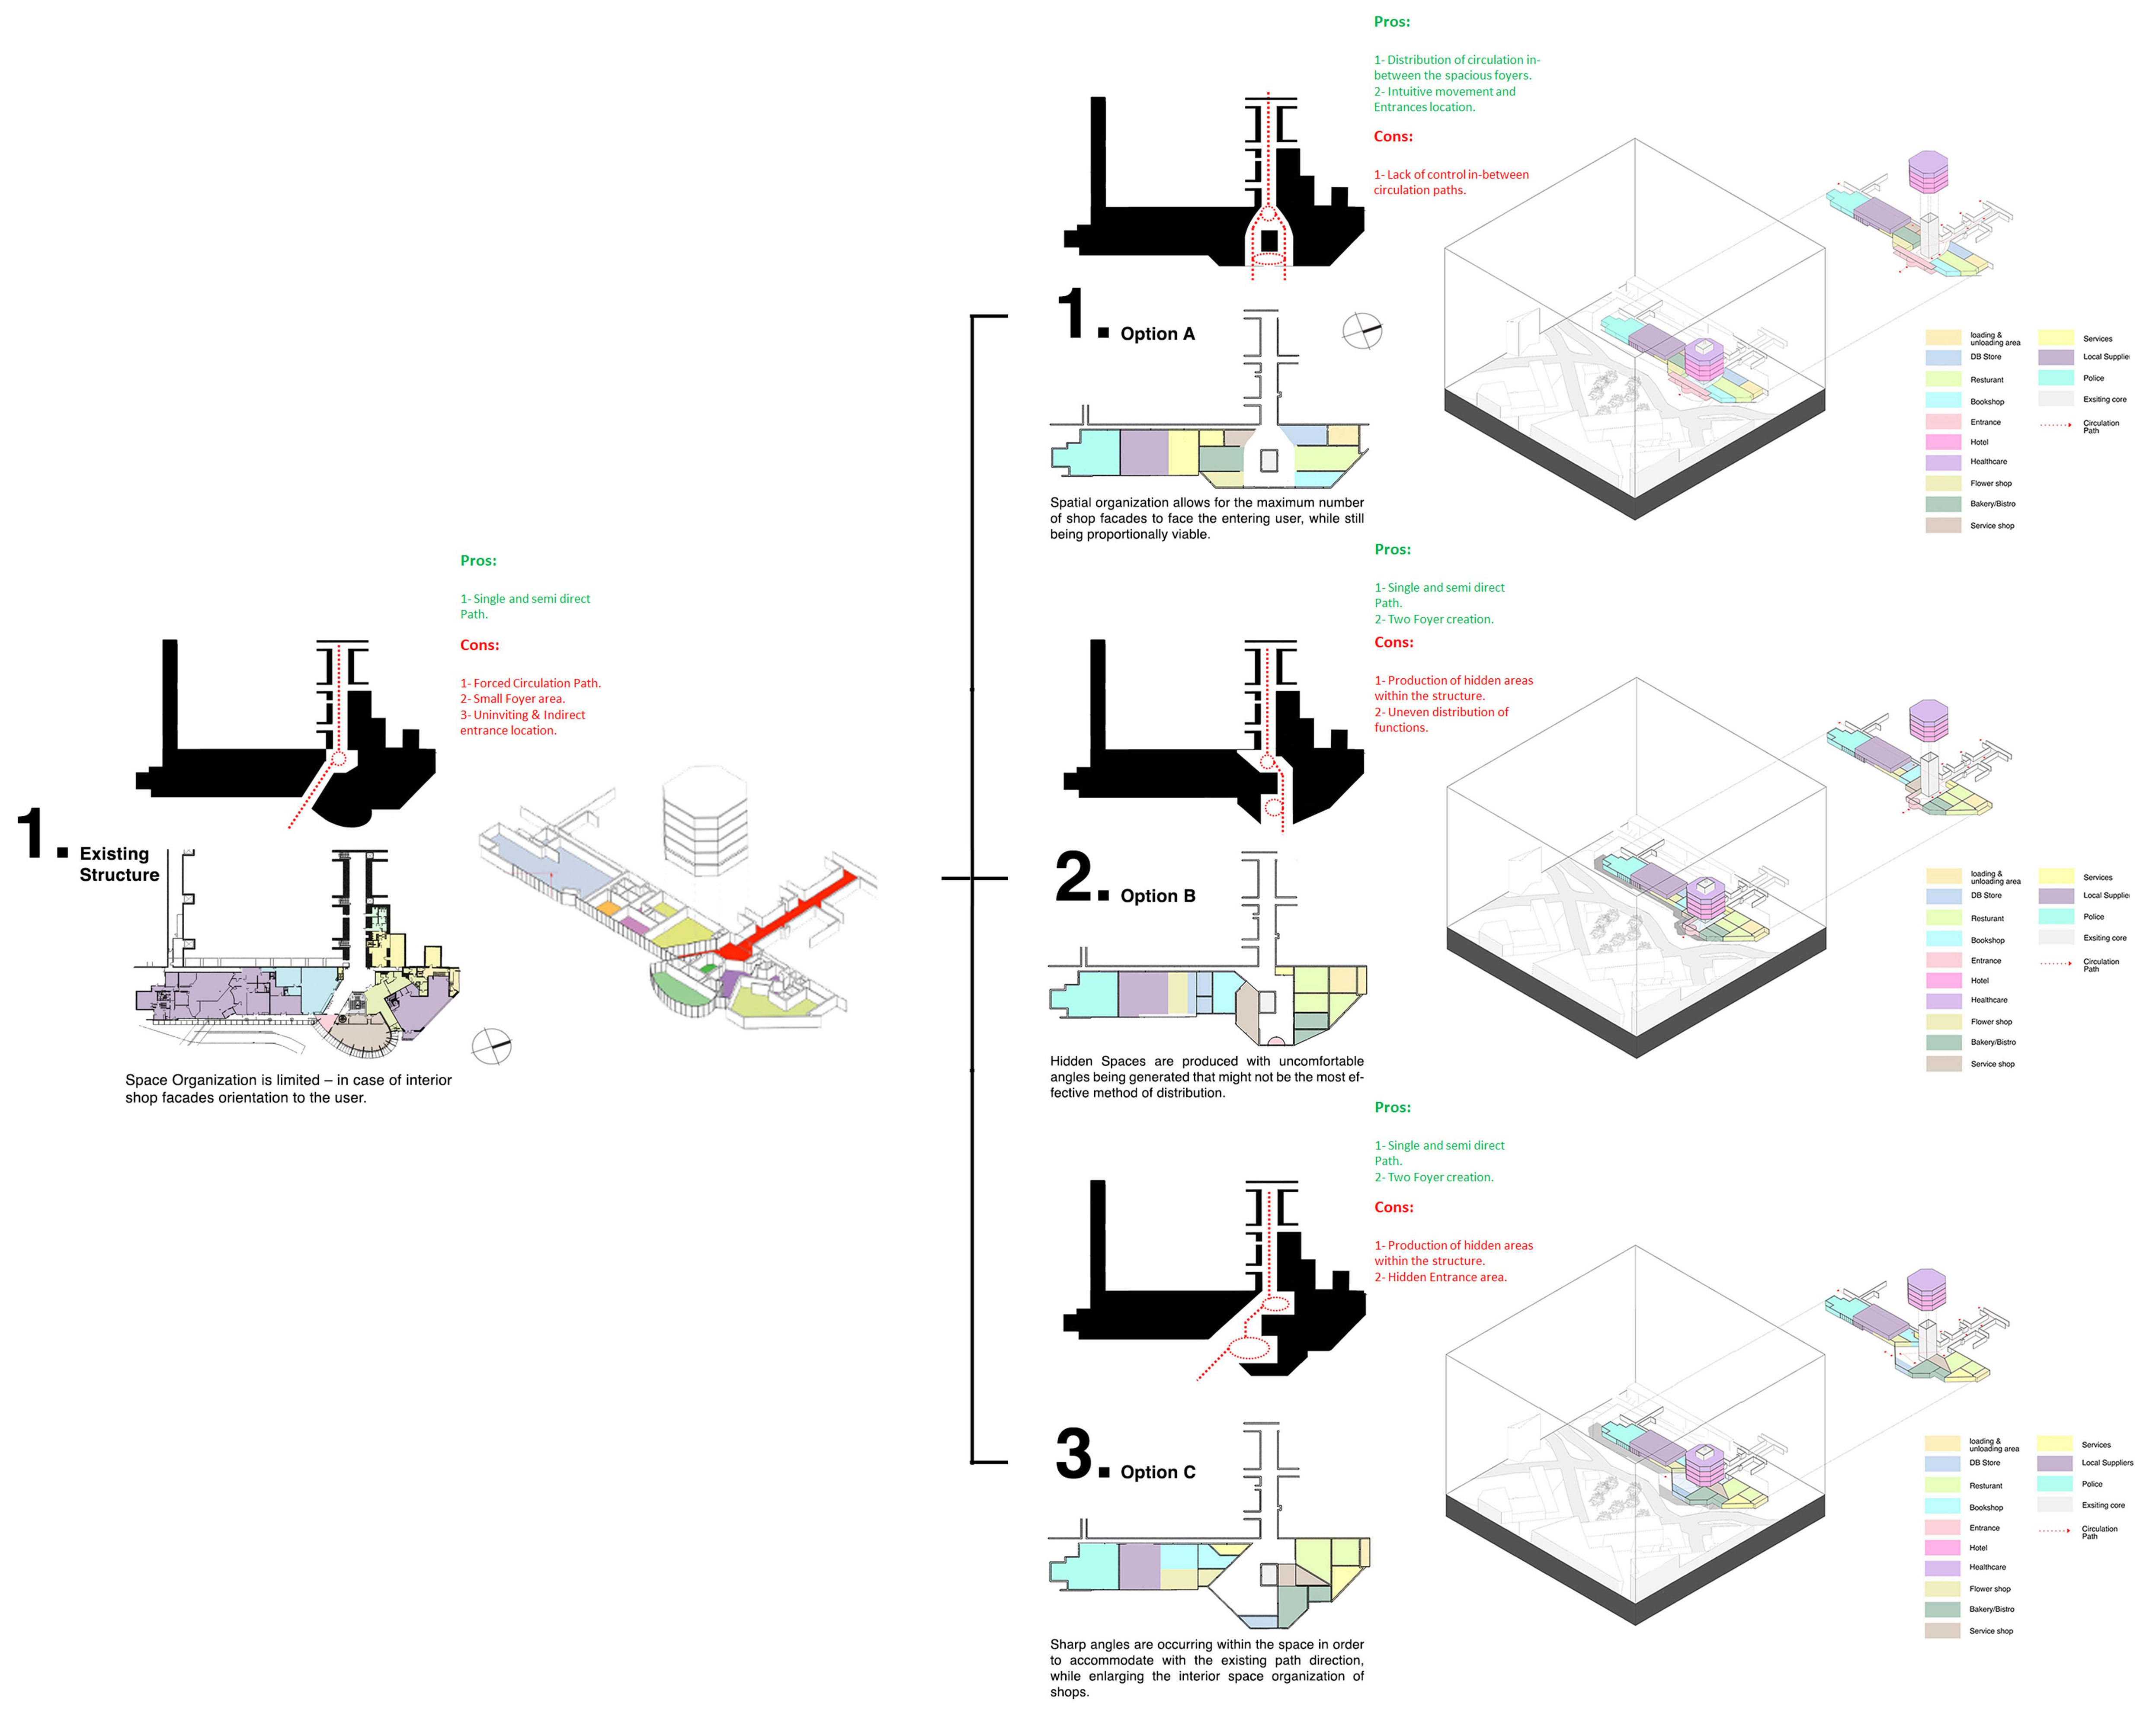 Pros:
1- Single and semi direct
Path.
Cons:
1- Forced Circulation Path.
2- Small Foyer area.
3- Uninviting & Indirect
entrance location.
1. Existing
Structure
Space Organization is limited – in case of interior
shop facades orientation to the user.
Pros:
1- Distribution of circulation in-
between the spacious foyers.
2- Intuitive movement and
Entrances location.
Cons:
1- Lack of control in-between
circulation paths.
1. Option A
Spatial organization allows for the maximum number
of shop facades to face the entering user, while still
being proportionally viable.
loading &
unloading area
DB Store
Resturant
Bookshop
Entrance
Hotel
Healthcare
Flower shop
Bakery/Bistro
Service shop
Services
Local Supplie
Police
Exsiting core
Circulation
Path
Pros:
1- Single and semi direct
Path.
2- Two Foyer creation.
Cons:
1- Production of hidden areas
within the structure.
2- Uneven distribution of
functions.
2. Option B
Hidden Spaces are produced with uncomfortable
angles being generated that might not be the most ef-
fective method of distribution.
loading &
unloading area
DB Store
Resturant
Bookshop
Entrance
Hotel
Healthcare
Flower shop
Bakery/Bistro
Service shop
Services
Local Supplie
Police
Exsiting core
Circulation
Path
Pros:
1- Single and semi direct
Path.
2- Two Foyer creation.
Cons:
1- Production of hidden areas
within the structure.
2- Hidden Entrance area.
3. Option C
Sharp angles are occurring within the space in order
to accommodate with the existing path direction,
while enlarging the interior space organization of
shops.
loading &
unloading area
DB Store
Resturant
Bookshop
Entrance
Hotel
Healthcare
Flower shop
Bakery/Bistro
Service shop
Services
Local Suppliers
Police
Exsiting core
Circulation
Path